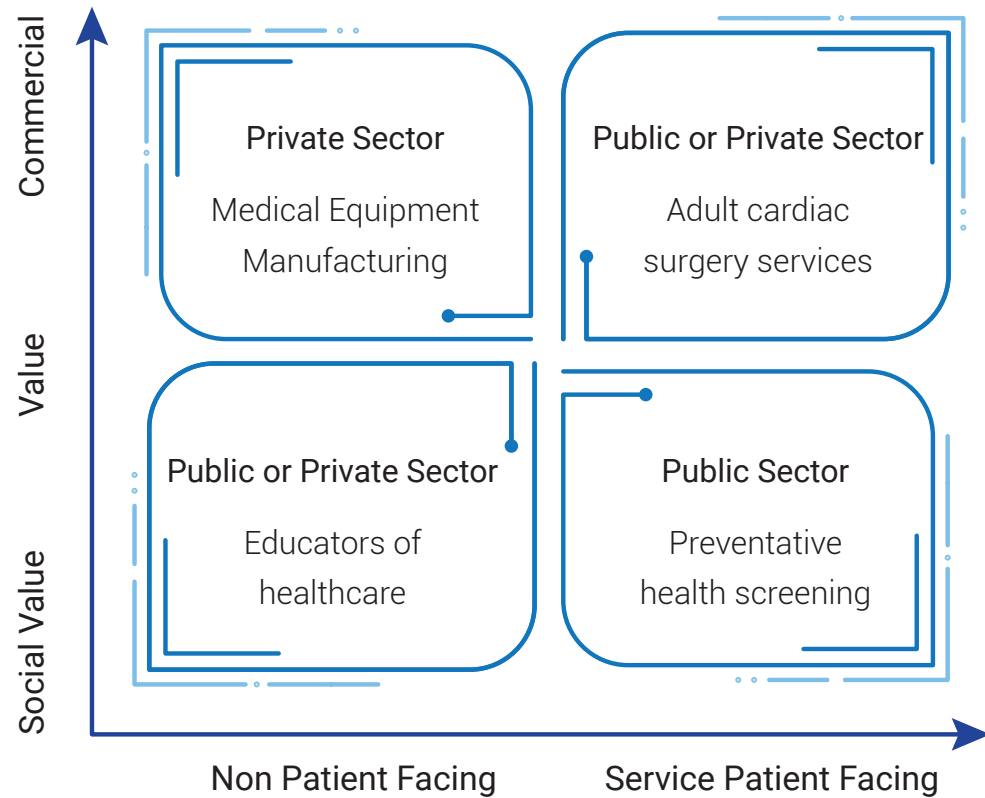 Commercial
Private Sector
Medical Equipment
Manufacturing
Public or Private Sector
Adult cardiac
surgery services
Value
Public or Private Sector
Educators of
healthcare
Public Sector
Preventative
health screening
Social Value
Non Patient Facing
Service Patient Facing